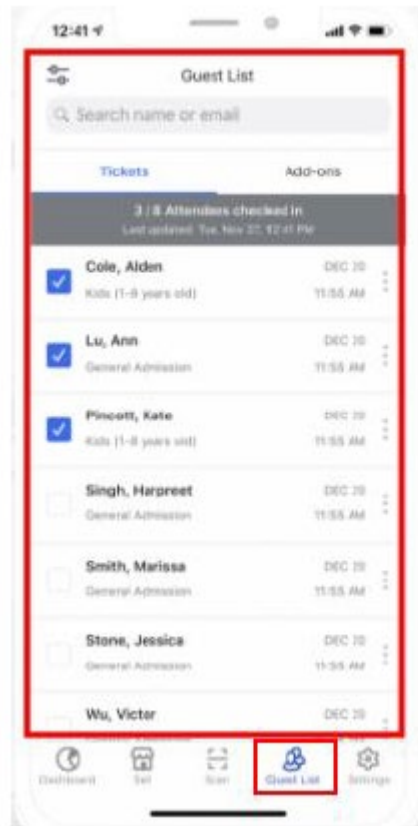 12:41
Guest List
Search name or email
Tickets
Add-ons
3 / 8 Attendees checked in
Last updated: Tue, Nov 27, 12:41 PM
Cole, Alden
DEC 20
Kids (1-8 years old)
11:55 AM
Lu, Ann
DEC 20
General Admission
11:55 AM
Pincott, Kate
DEC 20
Kids (1-8 years old)
11:55 AM
Singh, Harpreet
DEC 20
General Admission
11:55 AM
Smith, Marissa
DEC 20
General Admission
11:55 AM
Stone, Jessica
DEC 20
General Admission
11:55 AM
Wu, Victor
DEC 20
Dashboard
Sell
Scan
Guest List
Settings